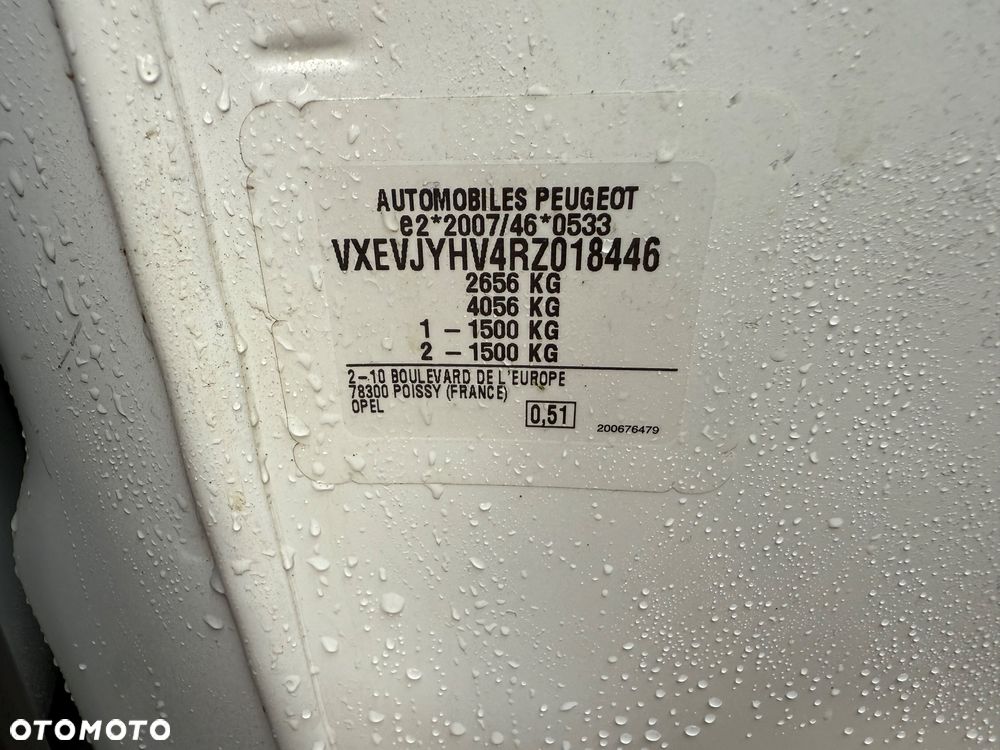 AUTOMOBILES PEUGEOT
e2*2007/46*0533
VXEVJYHV4RZ018446
2656 KG
4056 KG
1 - 1500 KG
2 - 1500 KG
2-10 BOULEVARD DE L'EUROPE
78300 POISSY (FRANCE)
OPEL
0,51
200676479
OTOMOTO